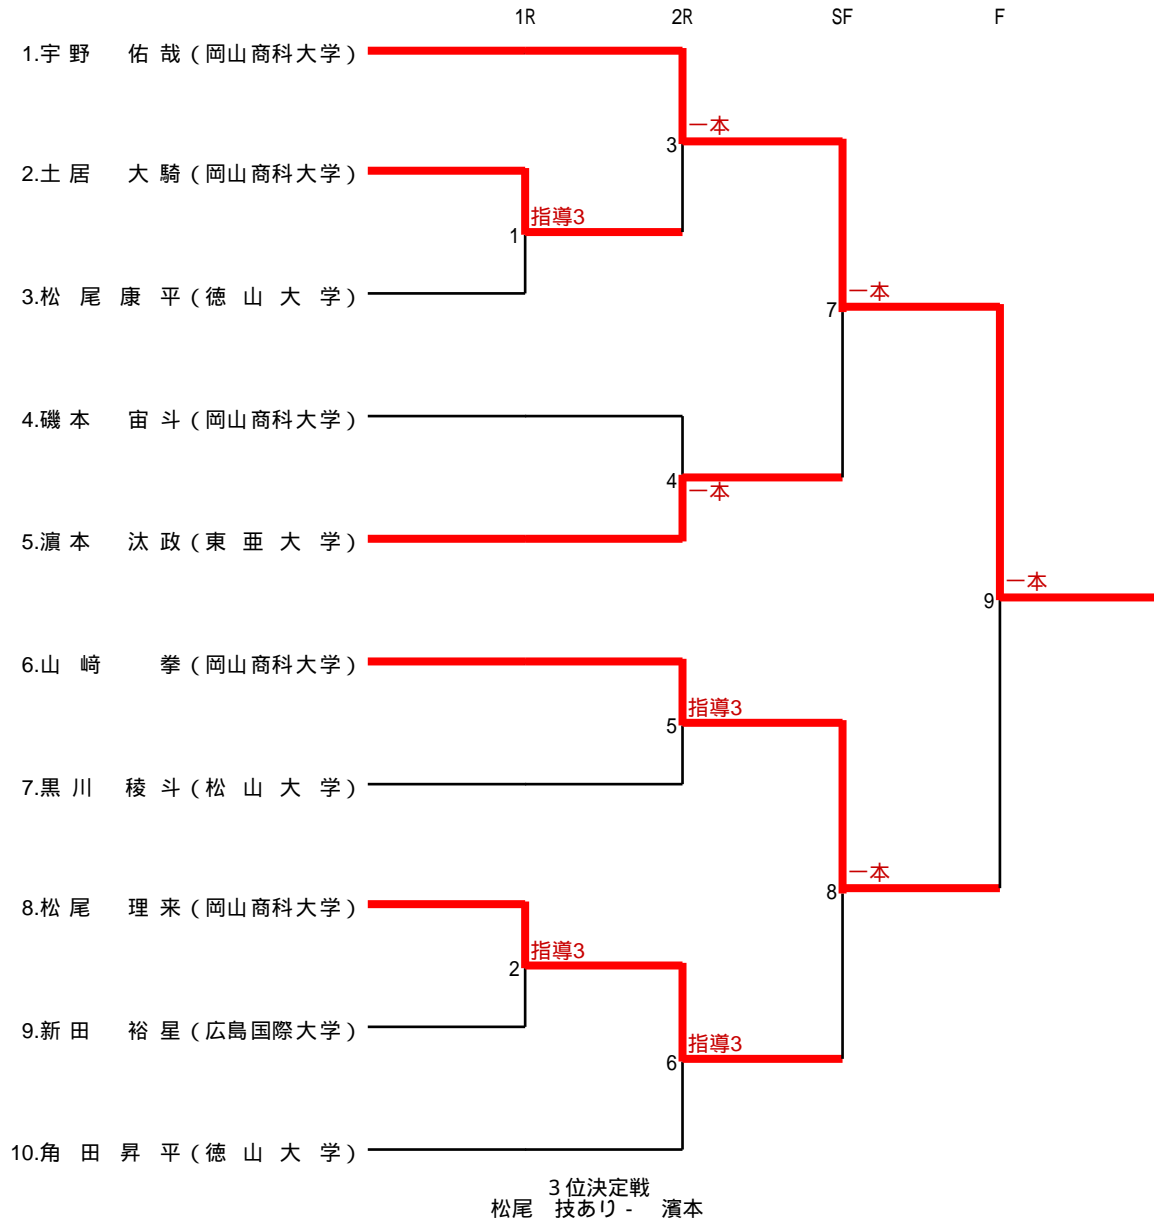 1R 2R SF F
1.宇野 佑哉(岡山商科大学)
一本
3
2.土居 大騎(岡山商科大学)
指導3
1
3.松尾康平(徳山大学)
一本
7
4.磯本 宙斗(岡山商科大学)
4
一本
5.濵本 汰政(東亜大学)
一本
9
6.山﨑 拳(岡山商科大学)
指導3
5
7.黒川 稜斗(松山大学)
一本
8
8.松尾 理来(岡山商科大学)
指導3
2
9.新田 裕星(広島国際大学)
指導3
6
10.角田昇平(徳山大学)
3位決定戦
松尾 技あり - 濱本